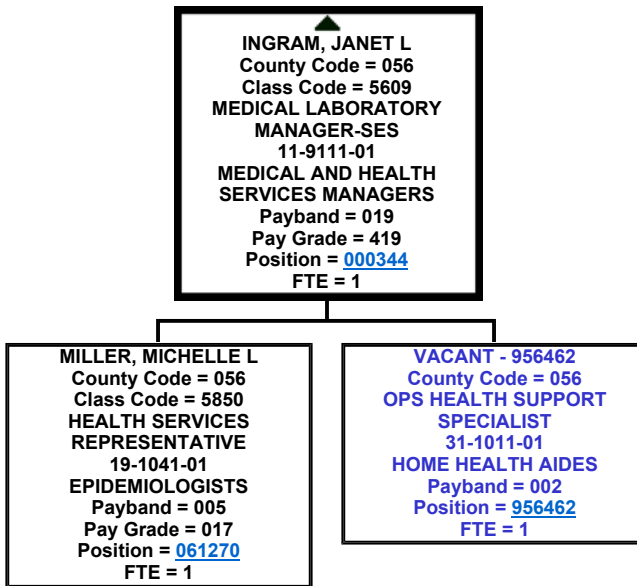 INGRAM, JANET L
County Code = 056
Class Code = 5609
MEDICAL LABORATORY
MANAGER-SES
11-9111-01
MEDICAL AND HEALTH
SERVICES MANAGERS
Payband = 019
Pay Grade = 419
Position = 000344
FTE = 1
MILLER, MICHELLE L
County Code = 056
Class Code = 5850
HEALTH SERVICES
REPRESENTATIVE
19-1041-01
EPIDEMIOLOGISTS
Payband = 005
Pay Grade = 017
Position = 061270
FTE = 1
VACANT - 956462
County Code = 056
OPS HEALTH SUPPORT
SPECIALIST
31-1011-01
HOME HEALTH AIDES
Payband = 002
Position = 956462
FTE = 1